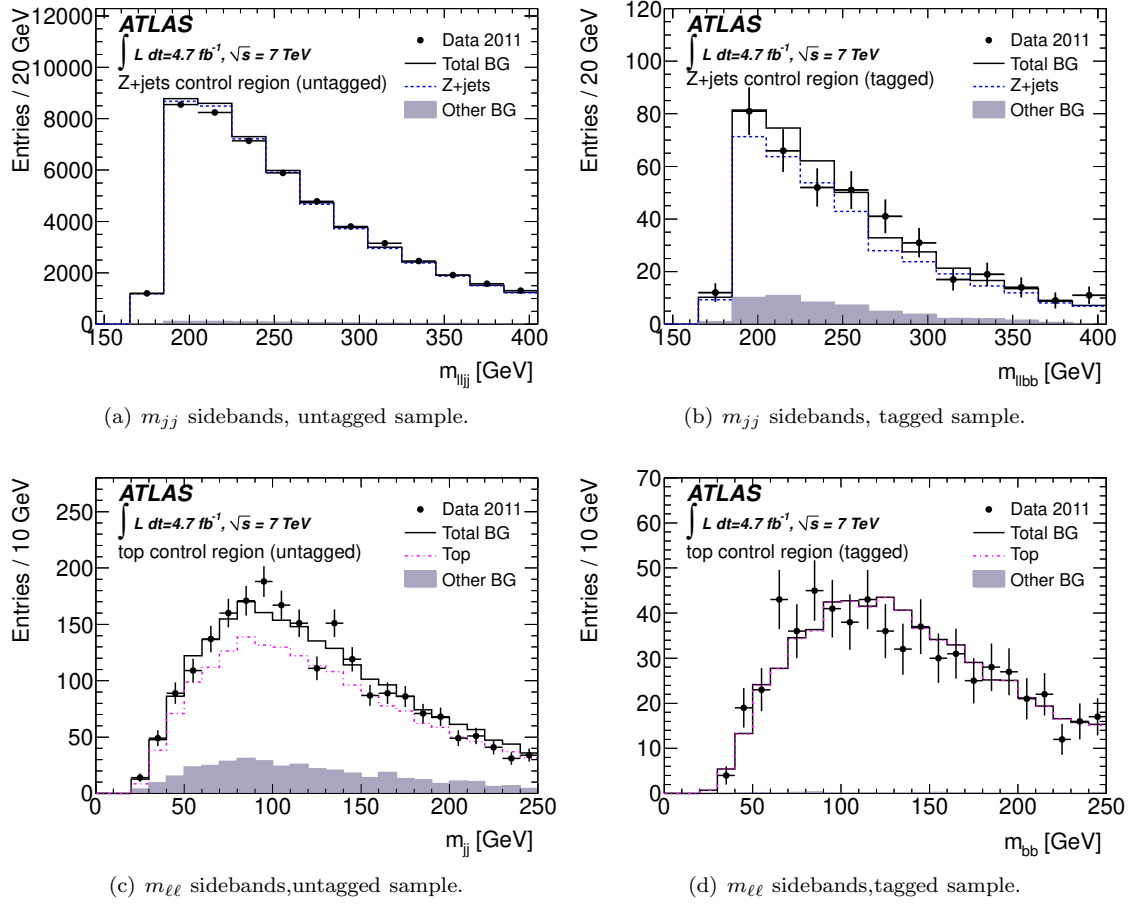 ATLAS
∫ L dt=4.7 fb⁻¹, √s = 7 TeV
Z+jets control region (untagged)
Data 2011
Total BG
Z+jets
Other BG
Entries / 20 GeV
12000
10000
8000
6000
4000
2000
0
150 200 250 300 350 400
m_lljj [GeV]
(a) m_jj sidebands, untagged sample.
ATLAS
∫ L dt=4.7 fb⁻¹, √s = 7 TeV
Z+jets control region (tagged)
Data 2011
Total BG
Z+jets
Other BG
Entries / 20 GeV
120
100
80
60
40
20
0
150 200 250 300 350 400
m_llbb [GeV]
(b) m_jj sidebands, tagged sample.
ATLAS
∫ L dt=4.7 fb⁻¹, √s = 7 TeV
top control region (untagged)
Data 2011
Total BG
Top
Other BG
Entries / 10 GeV
250
200
150
100
50
0
0 50 100 150 200 250
m_jj [GeV]
(c) m_ℓℓ sidebands,untagged sample.
ATLAS
∫ L dt=4.7 fb⁻¹, √s = 7 TeV
top control region (tagged)
Data 2011
Total BG
Top
Other BG
Entries / 10 GeV
70
60
50
40
30
20
10
0
0 50 100 150 200 250
m_bb [GeV]
(d) m_ℓℓ sidebands,tagged sample.